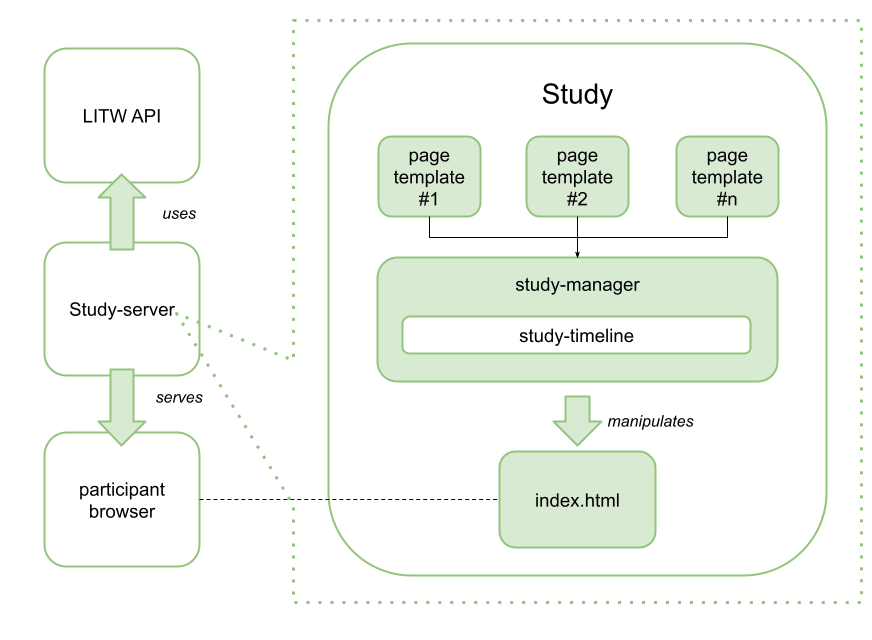 LITW API
uses
Study-server
serves
participant
browser
Study
page
template
#1
page
template
#2
page
template
#n
study-manager
study-timeline
manipulates
index.html